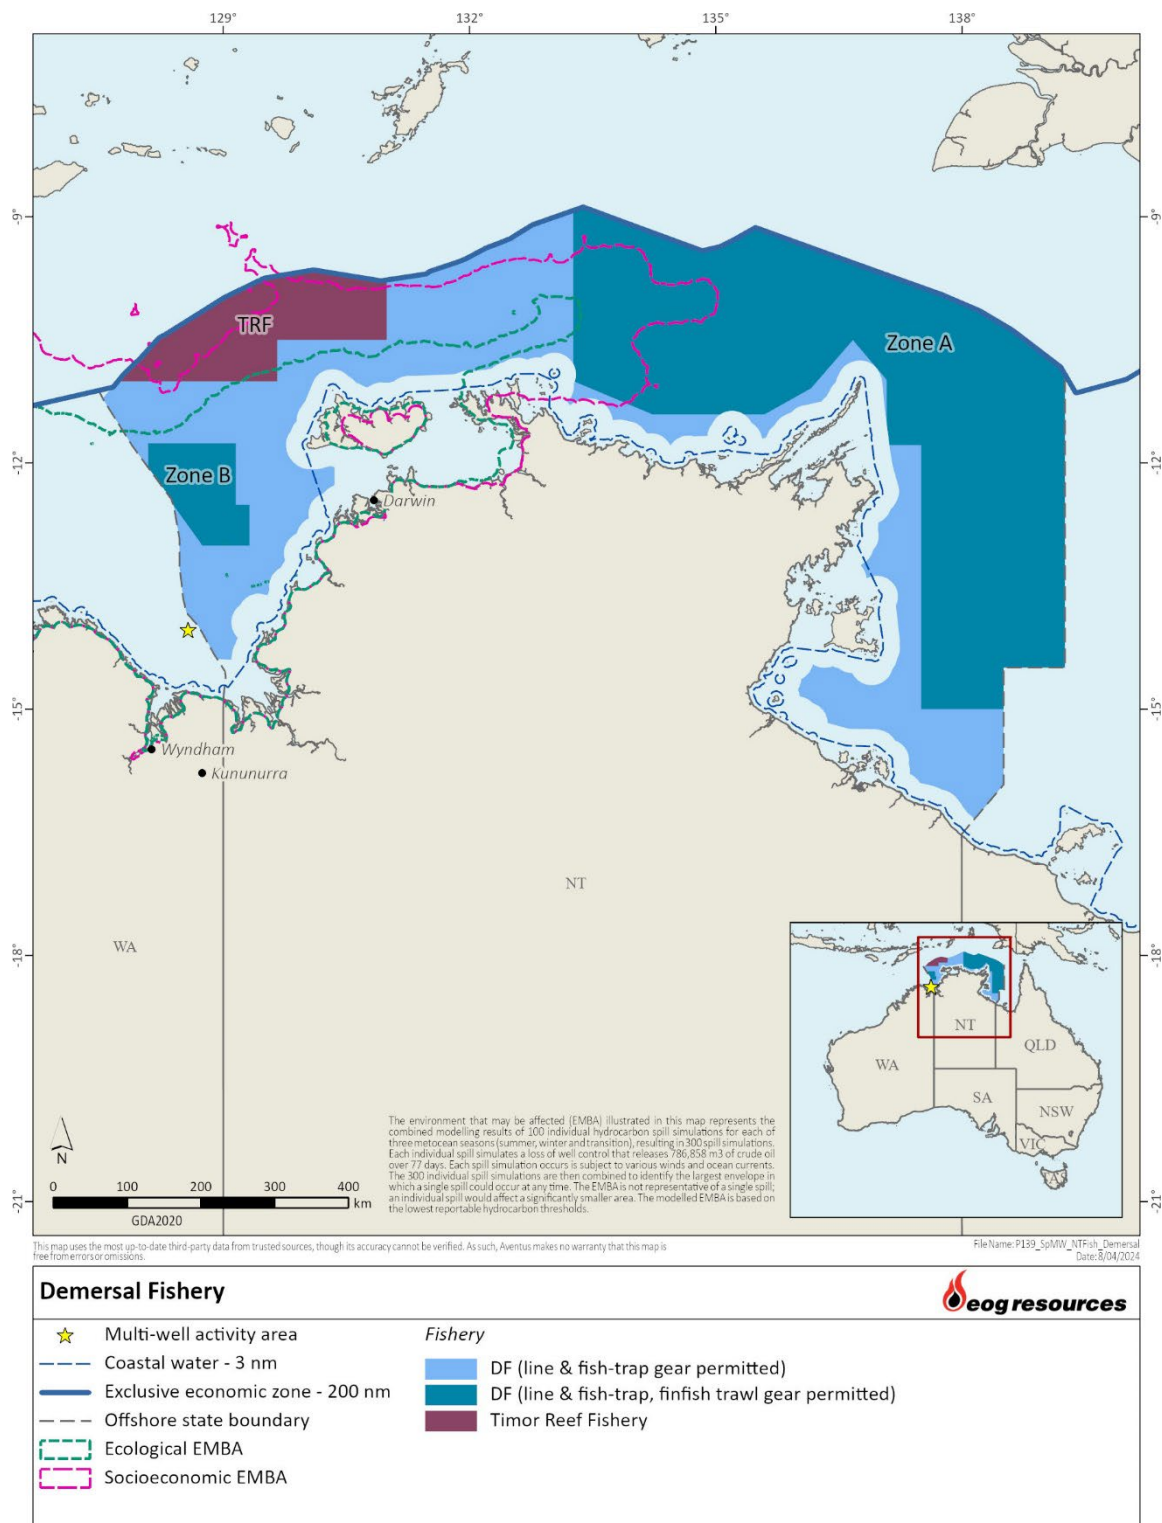 129° 132° 135° 138°
-9° -9°
TRF
Zone A
-12° -12°
Zone B
Darwin
-15° -15°
Wyndham
Kununurra
NT
WA
-18° -18°
NT
WA
QLD
SA
NSW
VIC
The environment that may be affected (EMBA) illustrated in this map represents the
combined modelling results of 100 individual hydrocarbon spill simulations for each of
three metocean seasons (summer, winter and transition), resulting in 300 spill simulations.
Each individual spill simulates a loss of well control that releases 786,858 m3 of crude oil
over 77 days. Each spill simulation occurs is subject to various winds and ocean currents.
The 300 individual spill simulations are then combined to identify the largest envelope in
which a single spill could occur at any time. The EMBA is not representative of a single spill;
an individual spill would affect a significantly smaller area. The modelled EMBA is based on
the lowest reportable hydrocarbon thresholds.
N
0 100 200 300 400
km
GDA2020
-21° -21°
This map uses the most up-to-date third-party data from trusted sources, though its accuracy cannot be verified. As such, Aventus makes no warranty that this map is
free from errors or omissions.
File Name: P139_SpMW_NTFish_Demersal
Date: 8/04/2024
Demersal Fishery
eog resources
Multi-well activity area
Coastal water - 3 nm
Exclusive economic zone - 200 nm
Offshore state boundary
Ecological EMBA
Socioeconomic EMBA
Fishery
DF (line & fish-trap gear permitted)
DF (line & fish-trap, finfish trawl gear permitted)
Timor Reef Fishery